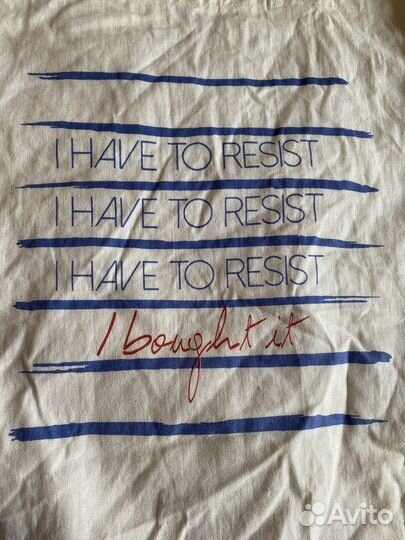 I HAVE TO RESIST
I HAVE TO RESIST
I HAVE TO RESIST
I bought it
Avito